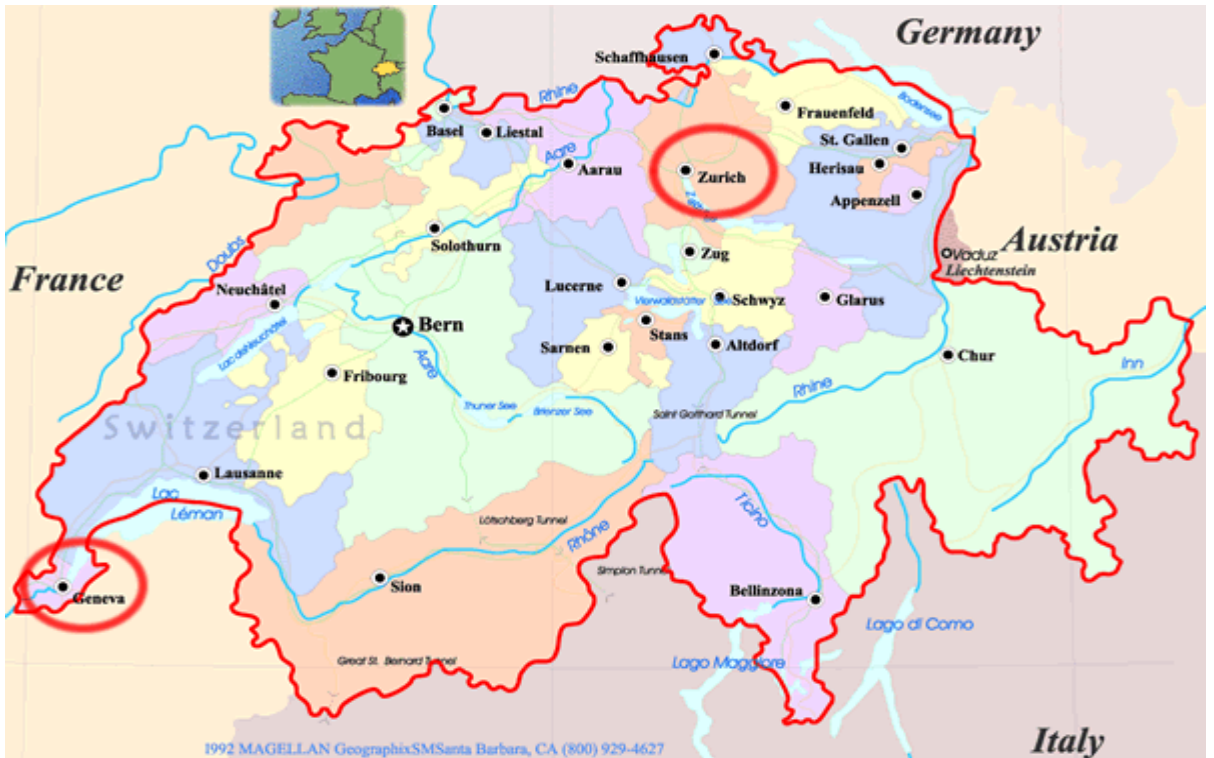 Germany
Schaffhausen
Rhine
Bodensee
Frauenfeld
Basel
Liestal
Aare
Aarau
St. Gallen
Herisau
Zurich
Appenzell
Doubs
Solothurn
Zug
Austria
Vaduz
Liechtenstein
France
Neuchâtel
Lucerne
Vierwaldstätter See
Schwyz
Glarus
Bern
Stans
Sarnen
Altdorf
Chur
Inn
Fribourg
Aare
Rhine
Thuner See
Brienzer See
Saint Gotthard Tunnel
Switzerland
Lausanne
Lac
Léman
Ticino
Lötschberg Tunnel
Rhône
Simplon Tunnel
Geneva
Sion
Bellinzona
Lago di Como
Great St. Bernard Tunnel
Lago Maggiore
Italy
1992 MAGELLAN GeographixSMSanta Barbara, CA (800) 929-4627